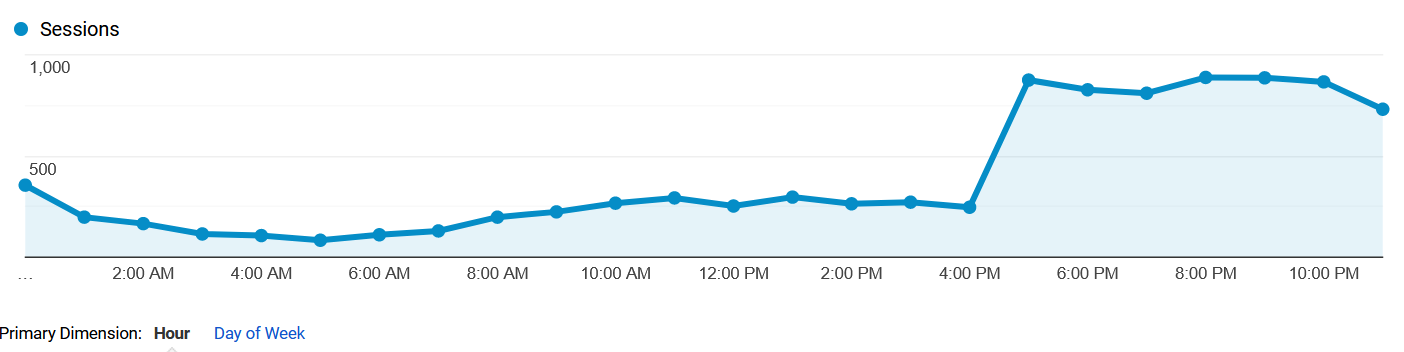 Sessions
1,000
500
... 2:00 AM 4:00 AM 6:00 AM 8:00 AM 10:00 AM 12:00 PM 2:00 PM 4:00 PM 6:00 PM 8:00 PM 10:00 PM
Primary Dimension: Hour Day of Week